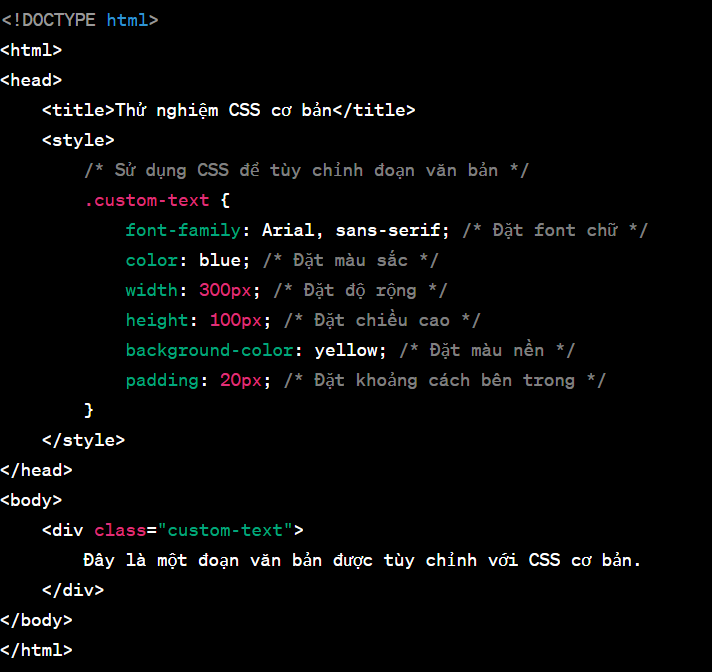 <!DOCTYPE html>
<html>
<head>
    <title>Thử nghiệm CSS cơ bản</title>
    <style>
        /* Sử dụng CSS để tùy chỉnh đoạn văn bản */
        .custom-text {
            font-family: Arial, sans-serif; /* Đặt font chữ */
            color: blue; /* Đặt màu sắc */
            width: 300px; /* Đặt độ rộng */
            height: 100px; /* Đặt chiều cao */
            background-color: yellow; /* Đặt màu nền */
            padding: 20px; /* Đặt khoảng cách bên trong */
        }
    </style>
</head>
<body>
    <div class="custom-text">
        Đây là một đoạn văn bản được tùy chỉnh với CSS cơ bản.
    </div>
</body>
</html>